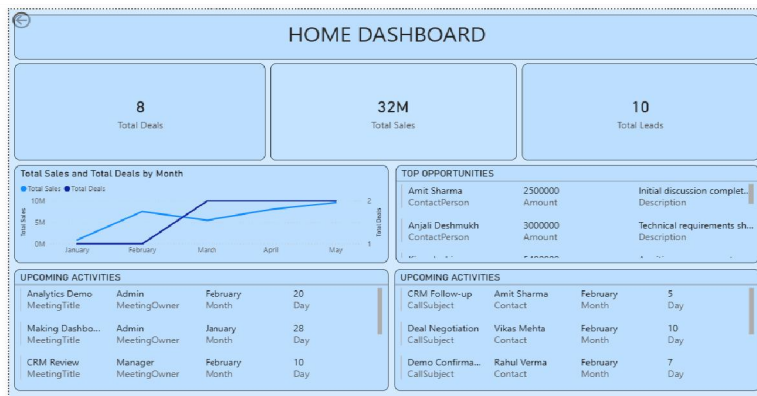 HOME DASHBOARD
8
Total Deals
32M
Total Sales
10
Total Leads
Total Sales and Total Deals by Month
Total Sales Total Deals
10M
5M
0M
Total Sales
2
1
Total Deals
January February March April May
TOP OPPORTUNITIES
Amit Sharma 2500000 Initial discussion complet...
ContactPerson Amount Description
Anjali Deshmukh 3000000 Technical requirements sh...
ContactPerson Amount Description
UPCOMING ACTIVITIES
Analytics Demo Admin February 20
MeetingTitle MeetingOwner Month Day
Making Dashbo... Admin January 28
MeetingTitle MeetingOwner Month Day
CRM Review Manager February 10
MeetingTitle MeetingOwner Month Day
UPCOMING ACTIVITIES
CRM Follow-up Amit Sharma February 5
CallSubject Contact Month Day
Deal Negotiation Vikas Mehta February 10
CallSubject Contact Month Day
Demo Confirma... Rahul Verma February 7
CallSubject Contact Month Day